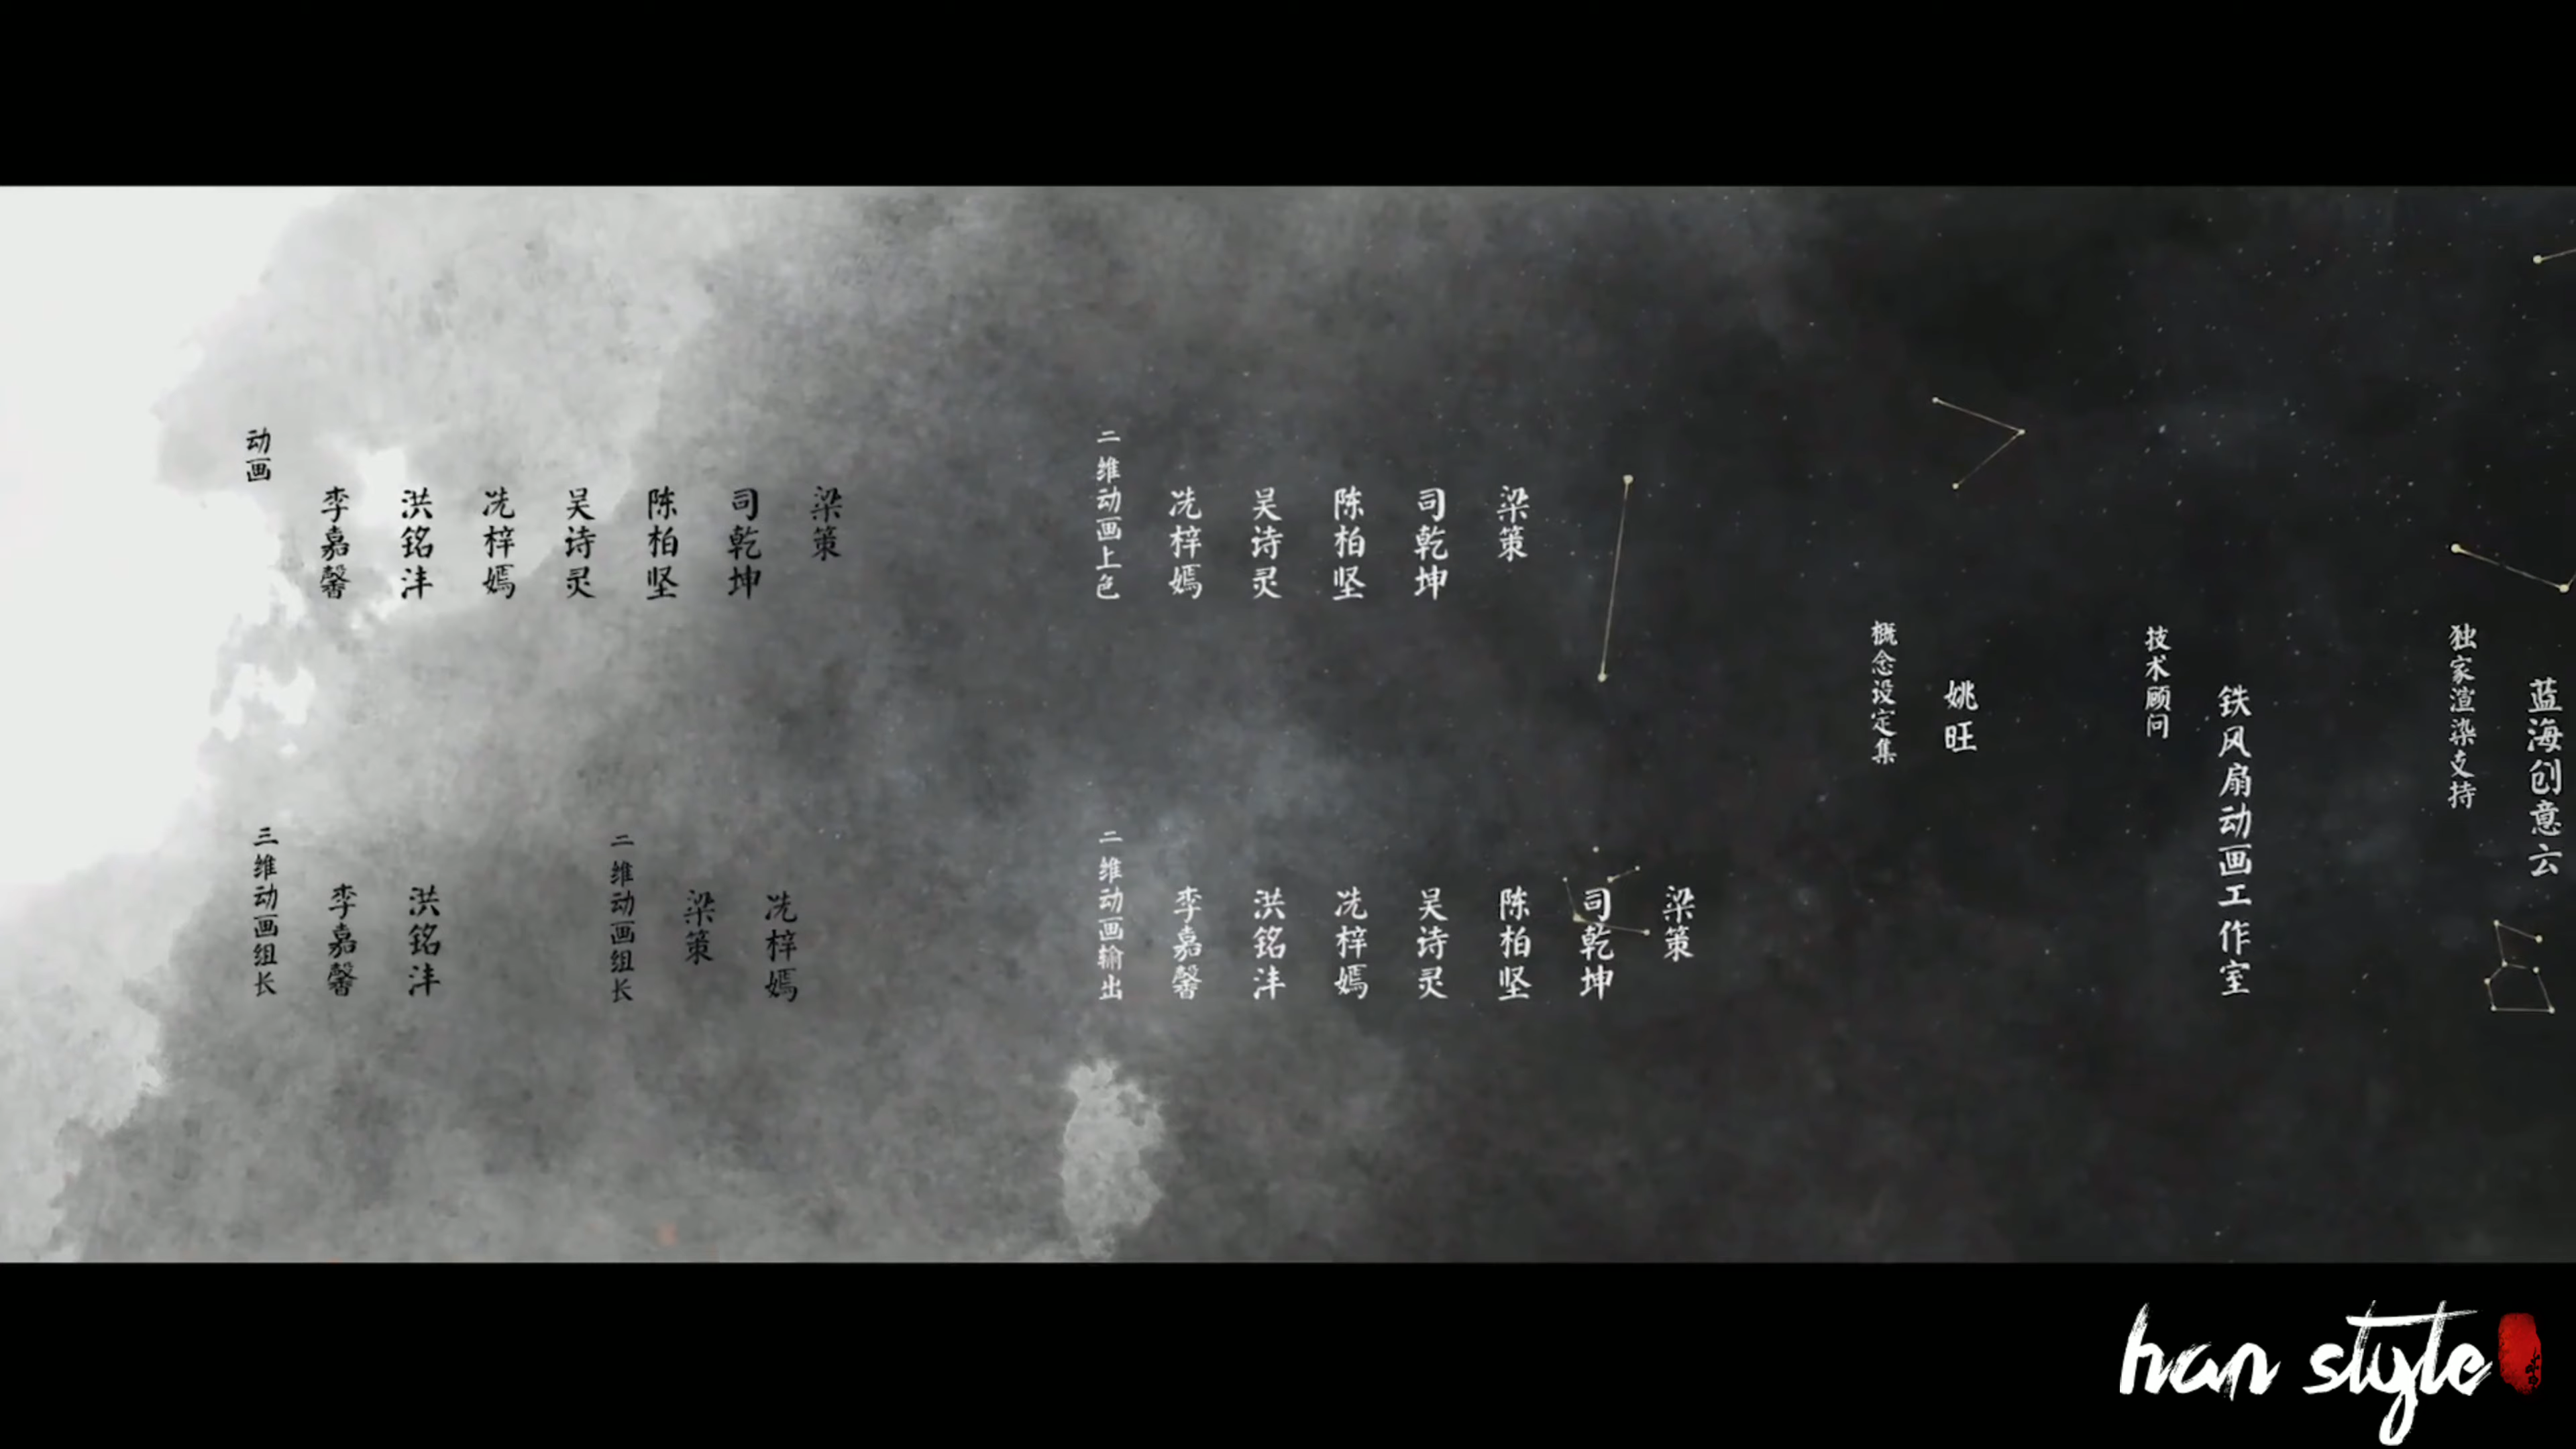 动画
李嘉馨
洪铭沣
冼梓嫣
吴诗灵
陈柏坚
司乾坤
梁策
三维动画组长
李嘉馨
洪铭沣
二维动画组长
梁策
冼梓嫣
二维动画上色
冼梓嫣
吴诗灵
陈柏坚
司乾坤
梁策
二维动画输出
李嘉馨
洪铭沣
冼梓嫣
吴诗灵
陈柏坚
司乾坤
梁策
概念设定集
姚旺
技术顾问
铁风扇动画工作室
独家渲染支持
蓝海创意云
han style